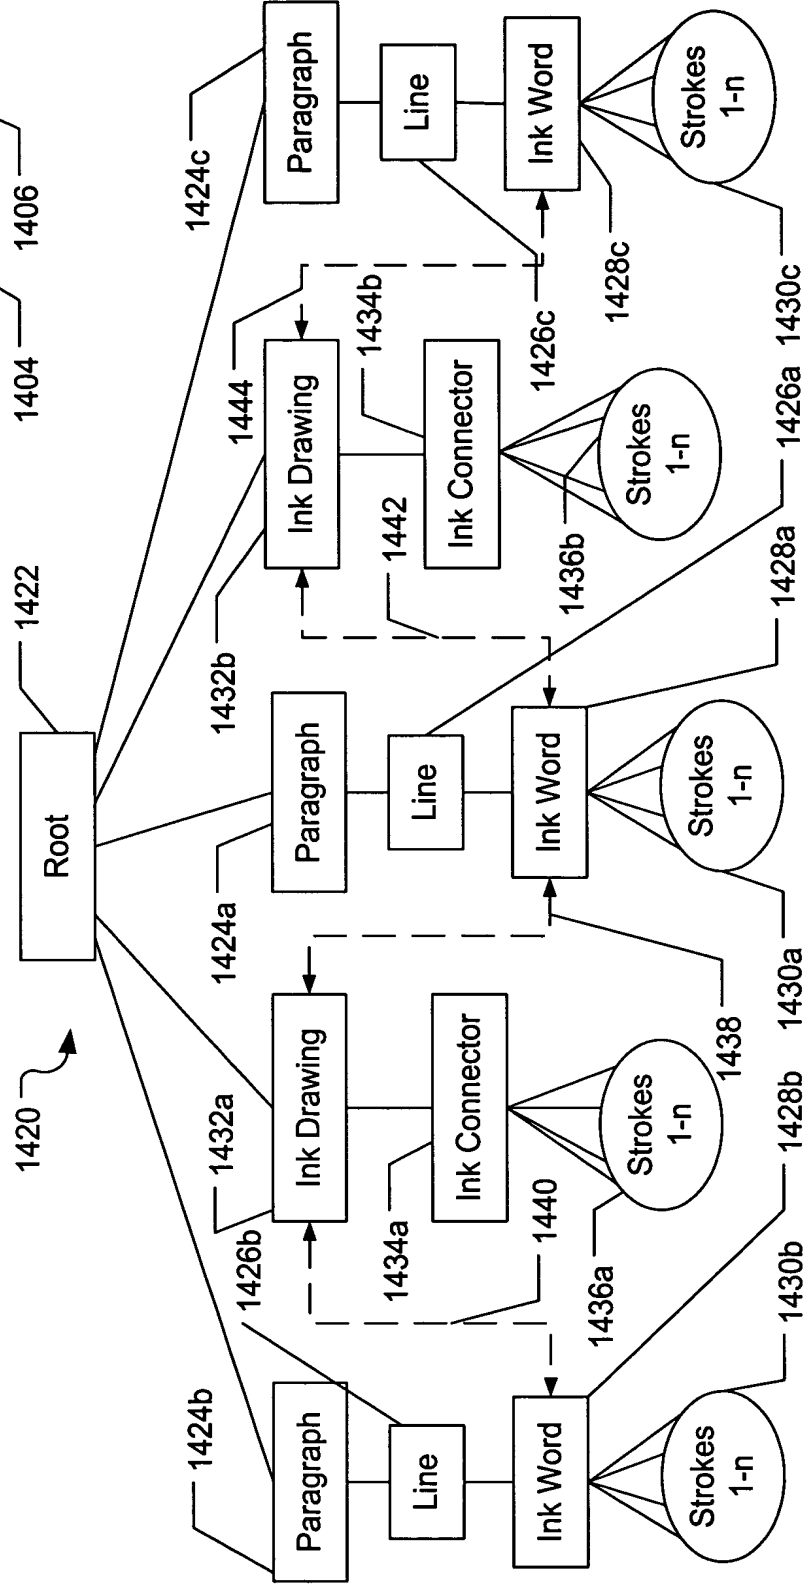 1404
1406
1420
1422
Root
1424b
1432a
1424a
1432b
1444
1424c
1426b
Paragraph
Ink Drawing
Paragraph
Ink Drawing
Paragraph
1434a
1442
1434b
Line
Line
Line
Ink Connector
Ink Connector
Ink Word
1440
Ink Word
1426c
Ink Word
1436a
1436b
1428c
Strokes
1-n
Strokes
1-n
Strokes
1-n
Strokes
1-n
Strokes
1-n
1438
1430b
1428b
1430a
1428a
1426a
1430c